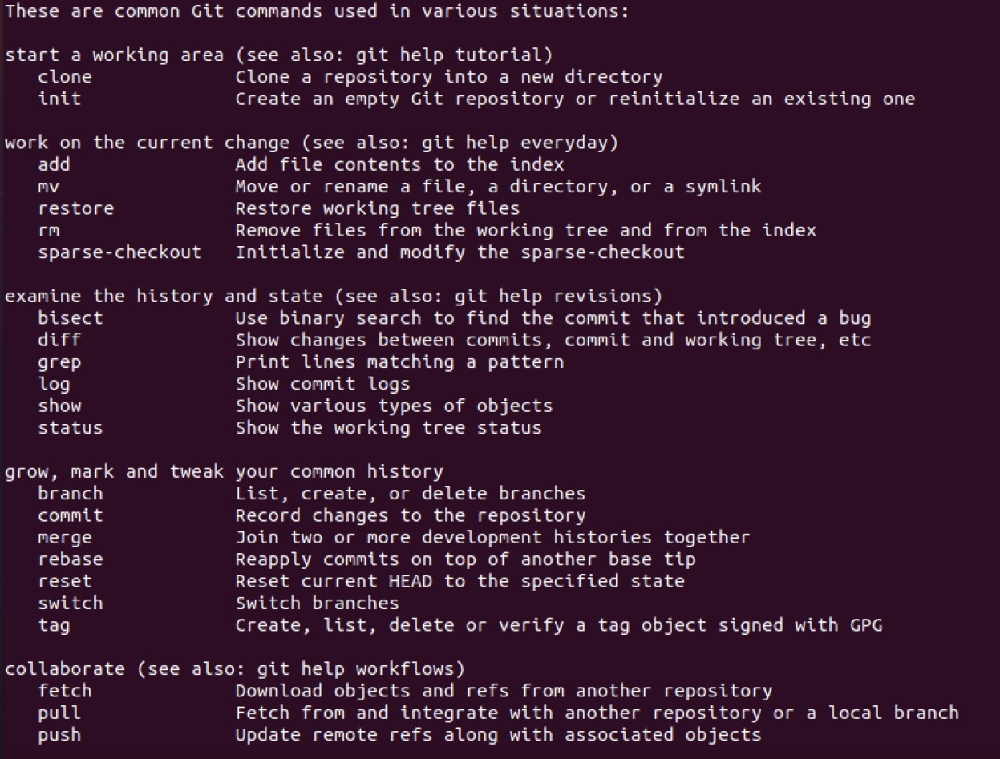 These are common Git commands used in various situations:

start a working area (see also: git help tutorial)
   clone             Clone a repository into a new directory
   init              Create an empty Git repository or reinitialize an existing one

work on the current change (see also: git help everyday)
   add               Add file contents to the index
   mv                Move or rename a file, a directory, or a symlink
   restore           Restore working tree files
   rm                Remove files from the working tree and from the index
   sparse-checkout   Initialize and modify the sparse-checkout

examine the history and state (see also: git help revisions)
   bisect            Use binary search to find the commit that introduced a bug
   diff              Show changes between commits, commit and working tree, etc
   grep              Print lines matching a pattern
   log               Show commit logs
   show              Show various types of objects
   status            Show the working tree status

grow, mark and tweak your common history
   branch            List, create, or delete branches
   commit            Record changes to the repository
   merge             Join two or more development histories together
   rebase            Reapply commits on top of another base tip
   reset             Reset current HEAD to the specified state
   switch            Switch branches
   tag               Create, list, delete or verify a tag object signed with GPG

collaborate (see also: git help workflows)
   fetch             Download objects and refs from another repository
   pull              Fetch from and integrate with another repository or a local branch
   push              Update remote refs along with associated objects